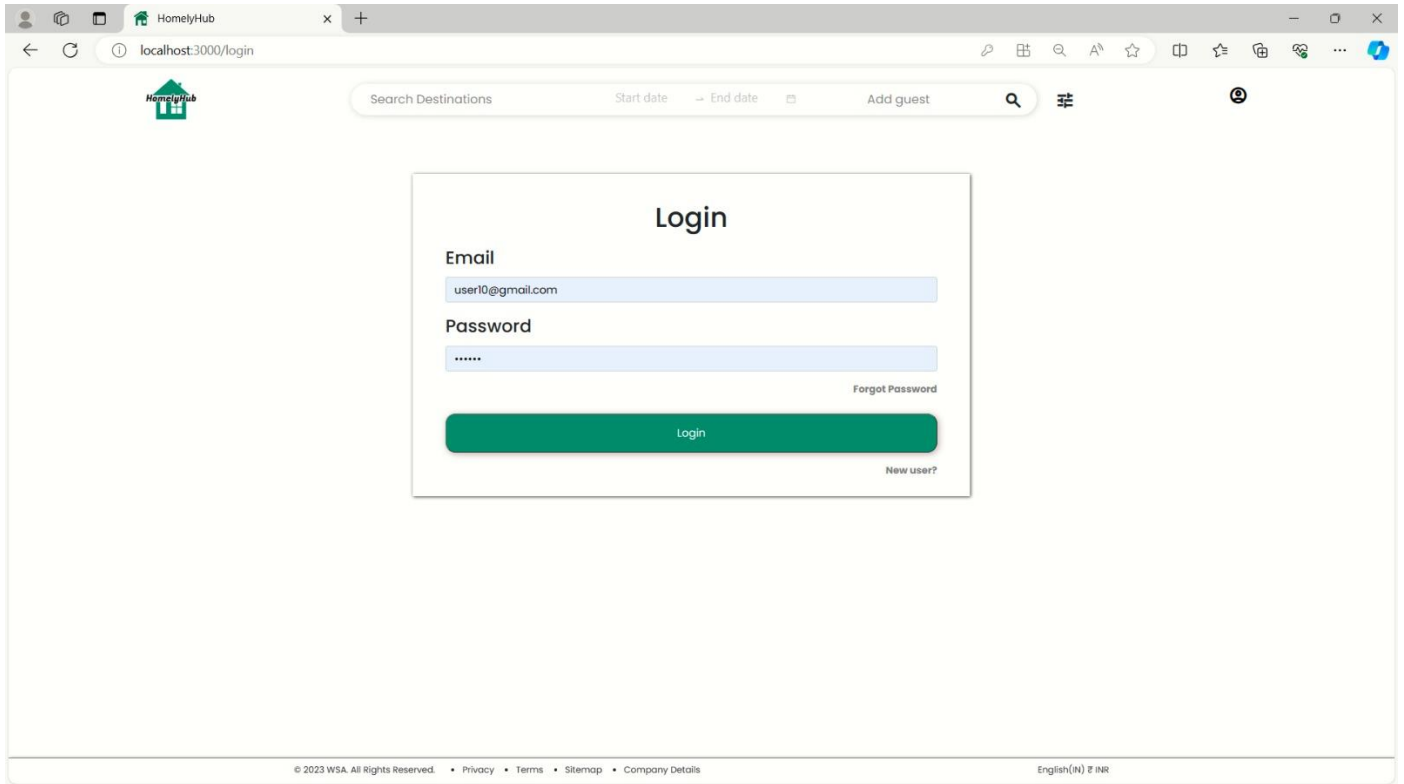 HomelyHub
localhost:3000/login
HomelyHub
Search Destinations Start date → End date Add guest
Login
Email
user10@gmail.com
Password
••••••
Forgot Password
Login
New user?
© 2023 WSA. All Rights Reserved. • Privacy • Terms • Sitemap • Company Details English(IN) ₹ INR